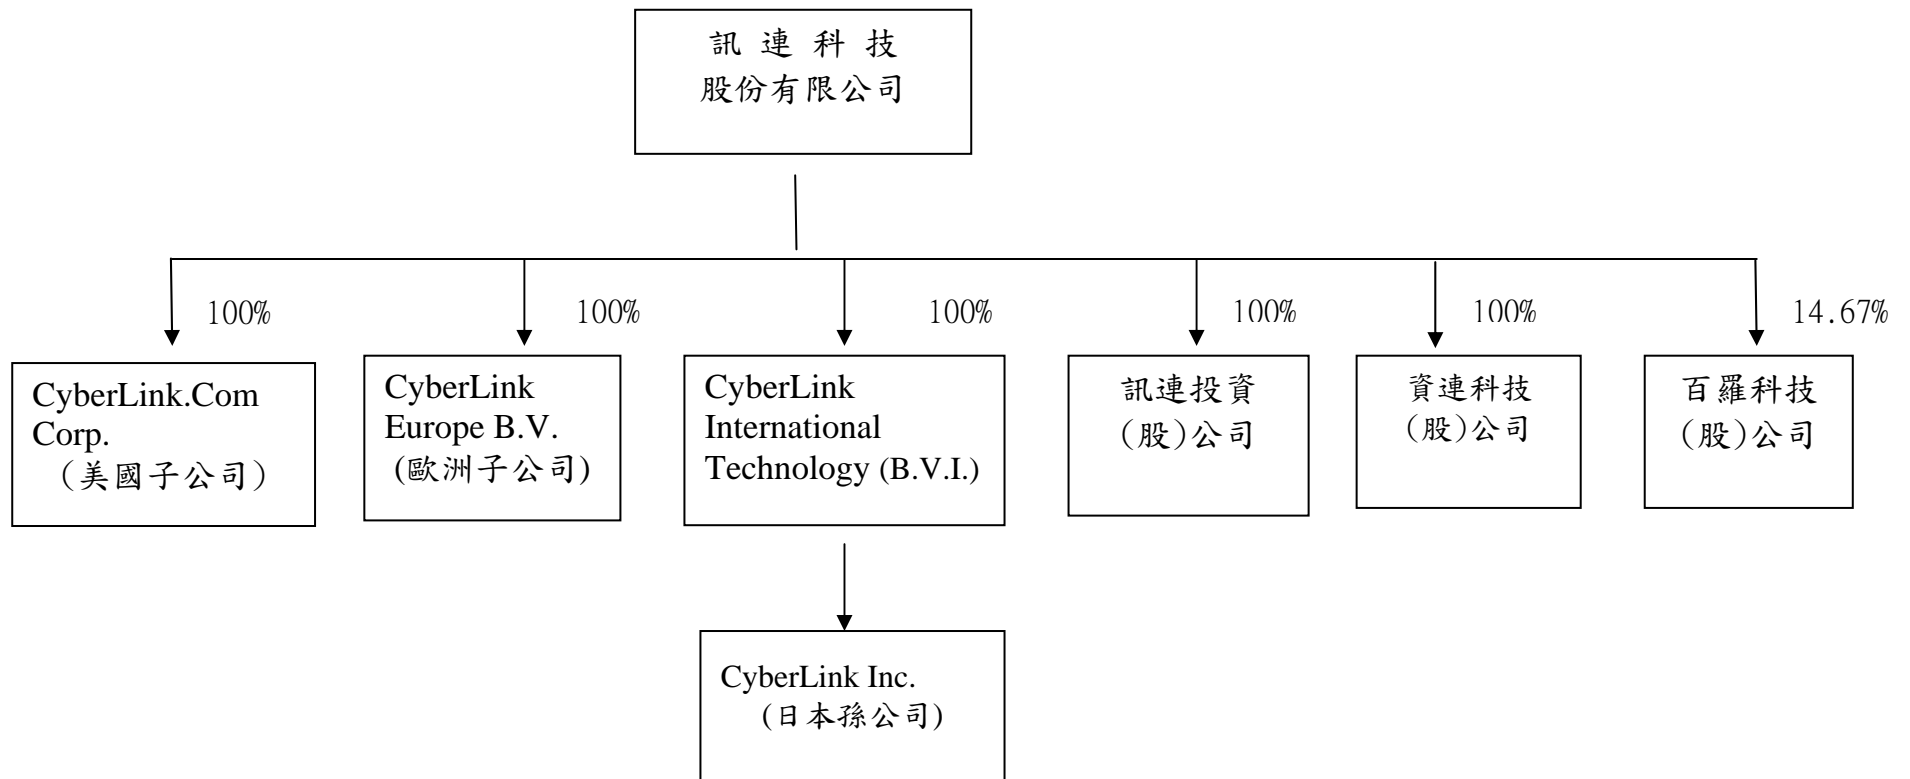 訊 連 科 技
股份有限公司
100%
100%
100%
100%
100%
14.67%
CyberLink.Com
Corp.
(美國子公司)
CyberLink
Europe B.V.
(歐洲子公司)
CyberLink
International
Technology (B.V.I.)
訊連投資
(股)公司
資連科技
(股)公司
百羅科技
(股)公司
CyberLink Inc.
(日本孫公司)